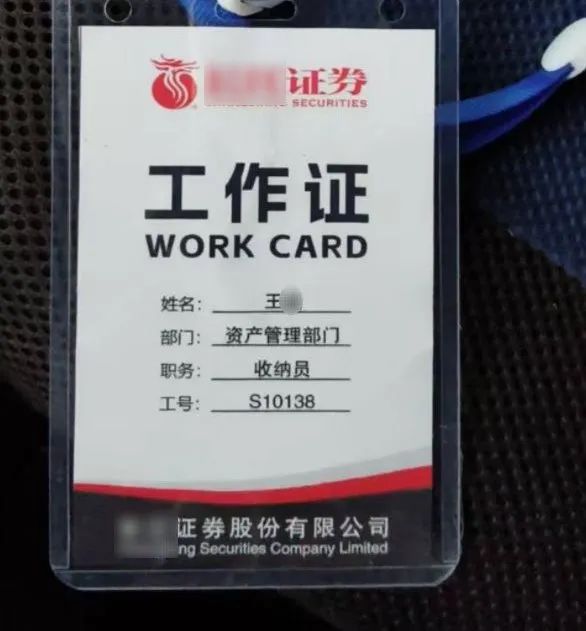 证券
SECURITIES
工作证
WORK CARD
姓名: 王
部门: 资产管理部门
职务: 收纳员
工号: S10138
证券股份有限公司
ng Securities Company Limited